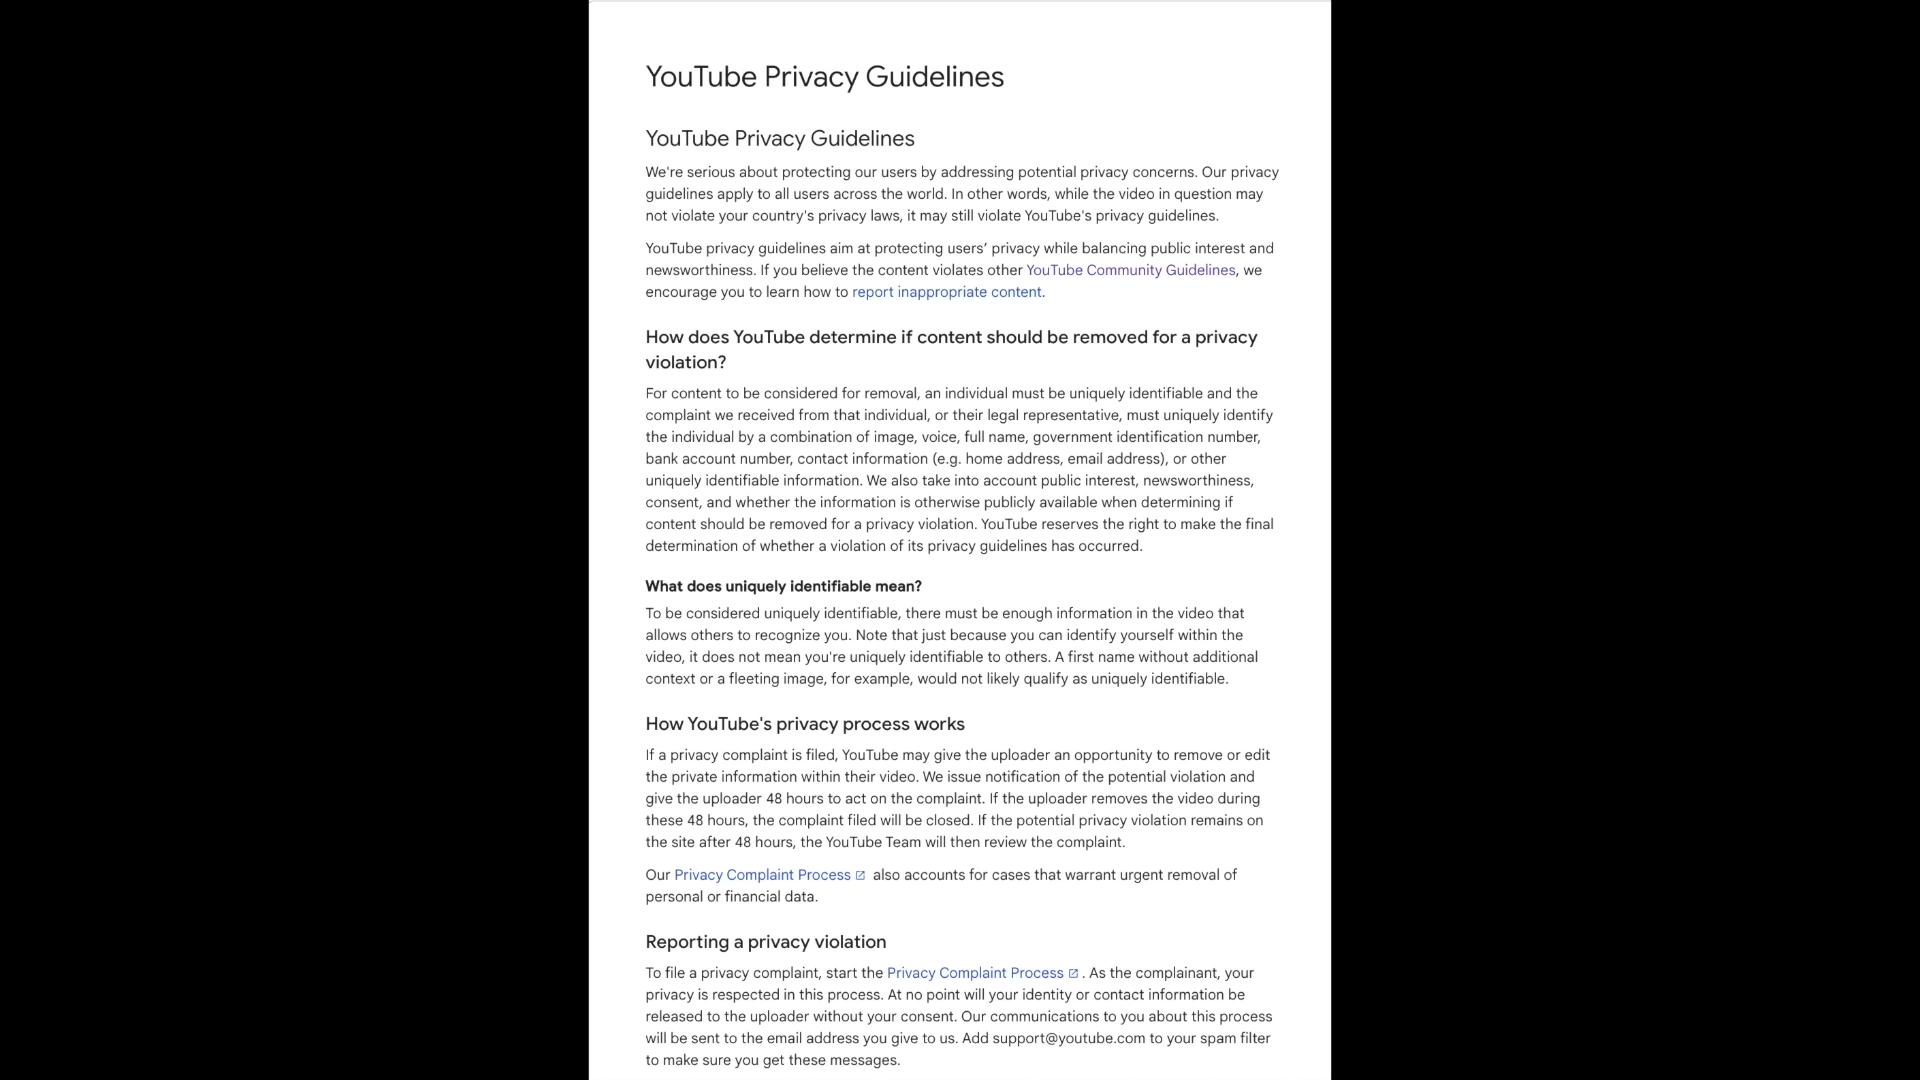 YouTube Privacy Guidelines
YouTube Privacy Guidelines
We're serious about protecting our users by addressing potential privacy concerns. Our privacy
guidelines apply to all users across the world. In other words, while the video in question may
not violate your country's privacy laws, it may still violate YouTube's privacy guidelines.
YouTube privacy guidelines aim at protecting users’ privacy while balancing public interest and
newsworthiness. If you believe the content violates other YouTube Community Guidelines, we
encourage you to learn how to report inappropriate content.
How does YouTube determine if content should be removed for a privacy
violation?
For content to be considered for removal, an individual must be uniquely identifiable and the
complaint we received from that individual, or their legal representative, must uniquely identify
the individual by a combination of image, voice, full name, government identification number,
bank account number, contact information (e.g. home address, email address), or other
uniquely identifiable information. We also take into account public interest, newsworthiness,
consent, and whether the information is otherwise publicly available when determining if
content should be removed for a privacy violation. YouTube reserves the right to make the final
determination of whether a violation of its privacy guidelines has occurred.
What does uniquely identifiable mean?
To be considered uniquely identifiable, there must be enough information in the video that
allows others to recognize you. Note that just because you can identify yourself within the
video, it does not mean you're uniquely identifiable to others. A first name without additional
context or a fleeting image, for example, would not likely qualify as uniquely identifiable.
How YouTube's privacy process works
If a privacy complaint is filed, YouTube may give the uploader an opportunity to remove or edit
the private information within their video. We issue notification of the potential violation and
give the uploader 48 hours to act on the complaint. If the uploader removes the video during
these 48 hours, the complaint filed will be closed. If the potential privacy violation remains on
the site after 48 hours, the YouTube Team will then review the complaint.
Our Privacy Complaint Process also accounts for cases that warrant urgent removal of
personal or financial data.
Reporting a privacy violation
To file a privacy complaint, start the Privacy Complaint Process . As the complainant, your
privacy is respected in this process. At no point will your identity or contact information be
released to the uploader without your consent. Our communications to you about this process
will be sent to the email address you give to us. Add support@youtube.com to your spam filter
to make sure you get these messages.